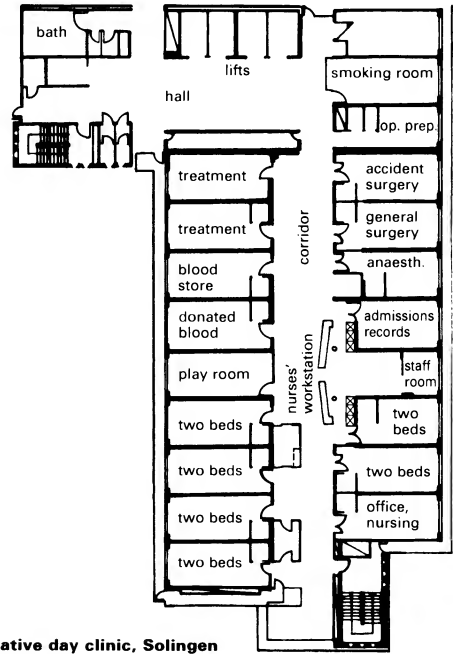 bath
lifts
hall
smoking room
op. prep.
treatment
accident
surgery
treatment
general
surgery
corridor
blood
store
anaesth.
donated
blood
admissions
records
nurses'
workstation
play room
staff
room
two beds
two
beds
two beds
two beds
two beds
office,
nursing
two beds
ative day clinic, Solingen